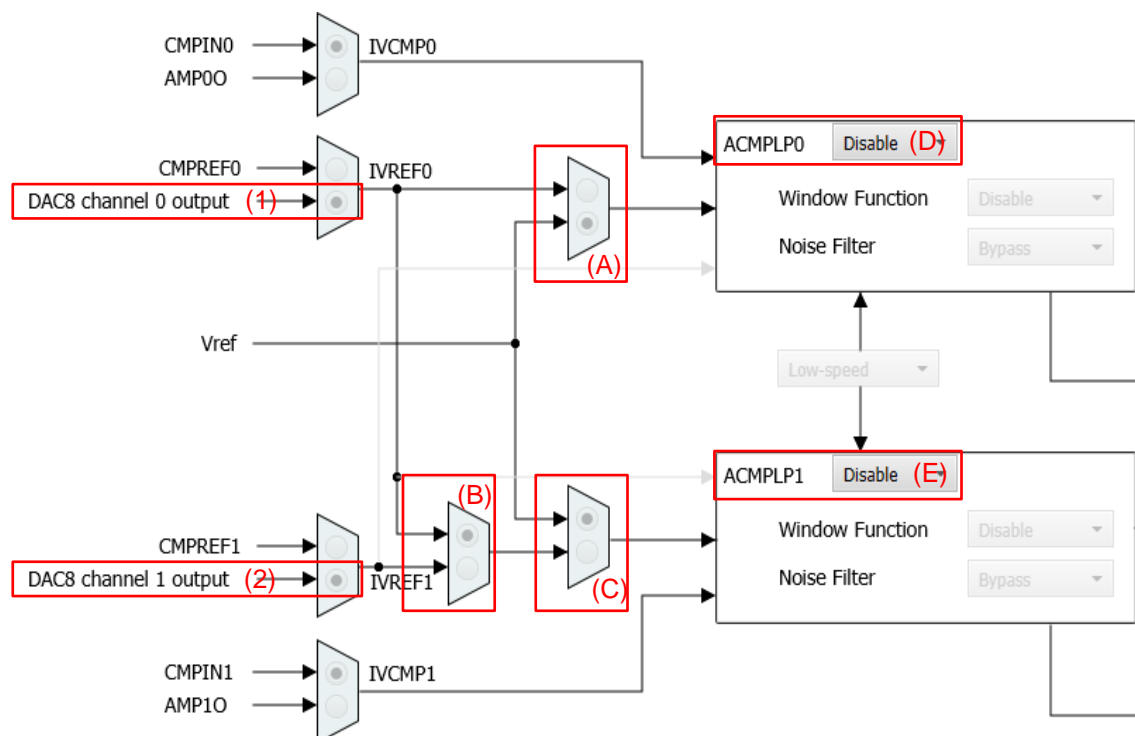 CMPIN0
IVCMP0
AMP0O
CMPREF0
IVREF0
DAC8 channel 0 output (1)
(A)
ACMPLP0 Disable (D)
Window Function Disable
Noise Filter Bypass
Vref
Low-speed
(B)
(C)
ACMPLP1 Disable (E)
Window Function Disable
Noise Filter Bypass
CMPREF1
DAC8 channel 1 output (2)
IVREF1
CMPIN1
IVCMP1
AMP1O